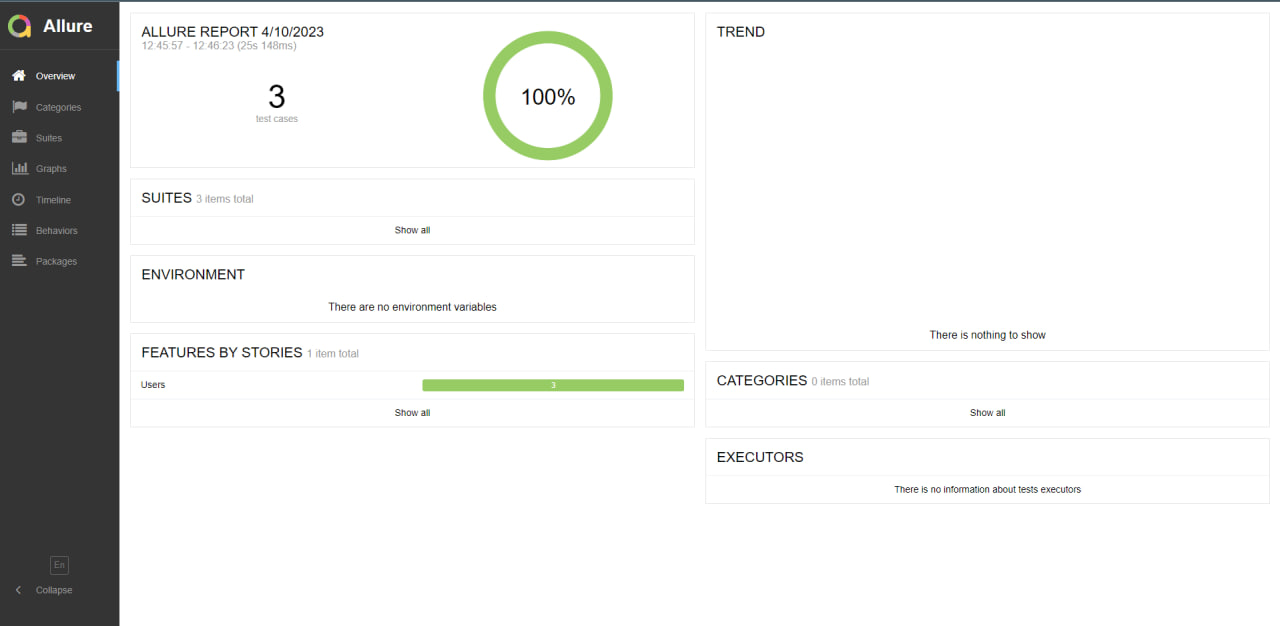 Allure
Overview
Categories
Suites
Graphs
Timeline
Behaviors
Packages
En
Collapse
ALLURE REPORT 4/10/2023
12:45:57 - 12:46:23 (25s 148ms)
3
test cases
100%
SUITES 3 items total
Show all
ENVIRONMENT
There are no environment variables
FEATURES BY STORIES 1 item total
Users 3
Show all
TREND
There is nothing to show
CATEGORIES 0 items total
Show all
EXECUTORS
There is no information about tests executors